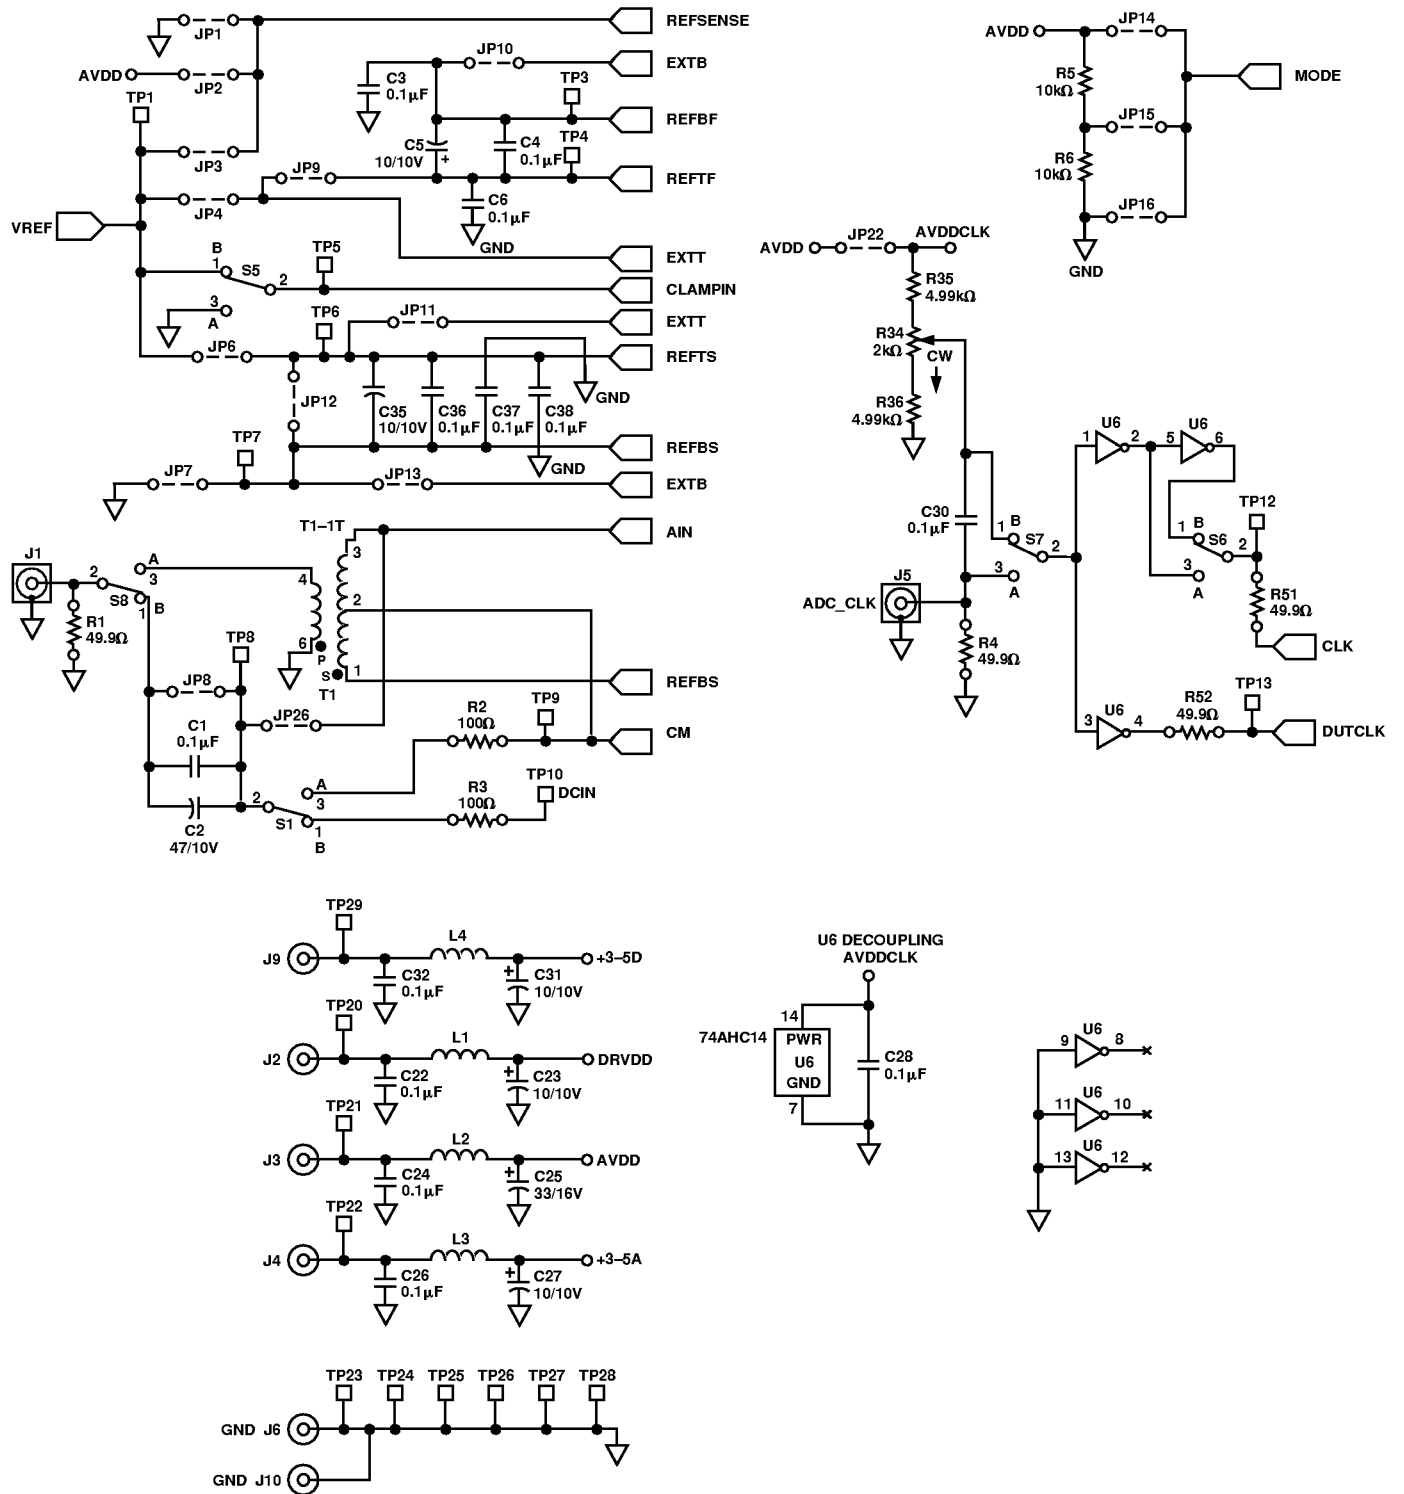 JP1
REFSENSE
AVDD
JP2
TP1
JP10
EXTB
C3
0.1µF
TP3
REFBF
C5
10/10V
+
C4
0.1µF
TP4
JP3
JP9
REFTF
JP4
C6
0.1µF
GND
VREF
EXTT
B
1
S5
2
TP5
CLAMPIN
3
A
TP6
JP11
EXTT
JP6
REFTS
GND
JP12
C35
10/10V
C36
0.1µF
C37
0.1µF
C38
0.1µF
REFBS
GND
TP7
JP7
JP13
EXTB
AVDD
JP14
R5
10kΩ
MODE
JP15
R6
10kΩ
JP16
GND
AVDD
JP22
AVDDCLK
R35
4.99kΩ
R34
2kΩ
CW
R36
4.99kΩ
C30
0.1µF
1
B
S7
2
3
A
J5
ADC_CLK
R4
49.9Ω
1
U6
2
5
U6
6
1
B
S6
2
3
A
TP12
R51
49.9Ω
CLK
3
U6
4
R52
49.9Ω
TP13
DUTCLK
T1–1T
AIN
J1
2
A
3
S8
1
B
R1
49.9Ω
4
3
2
6
P
S
1
T1
REFBS
TP8
JP8
JP26
C1
0.1µF
C2
47/10V
R2
100Ω
TP9
CM
A
3
2
S1
1
B
R3
100Ω
TP10
DCIN
TP29
J9
L4
+3–5D
C32
0.1µF
+
C31
10/10V
TP20
J2
L1
DRVDD
C22
0.1µF
+
C23
10/10V
TP21
J3
L2
AVDD
C24
0.1µF
+
C25
33/16V
TP22
J4
L3
+3–5A
C26
0.1µF
+
C27
10/10V
U6 DECOUPLING
AVDDCLK
14
74AHC14
PWR
U6
GND
7
C28
0.1µF
9
U6
8
11
U6
10
13
U6
12
TP23
TP24
TP25
TP26
TP27
TP28
GND J6
GND J10